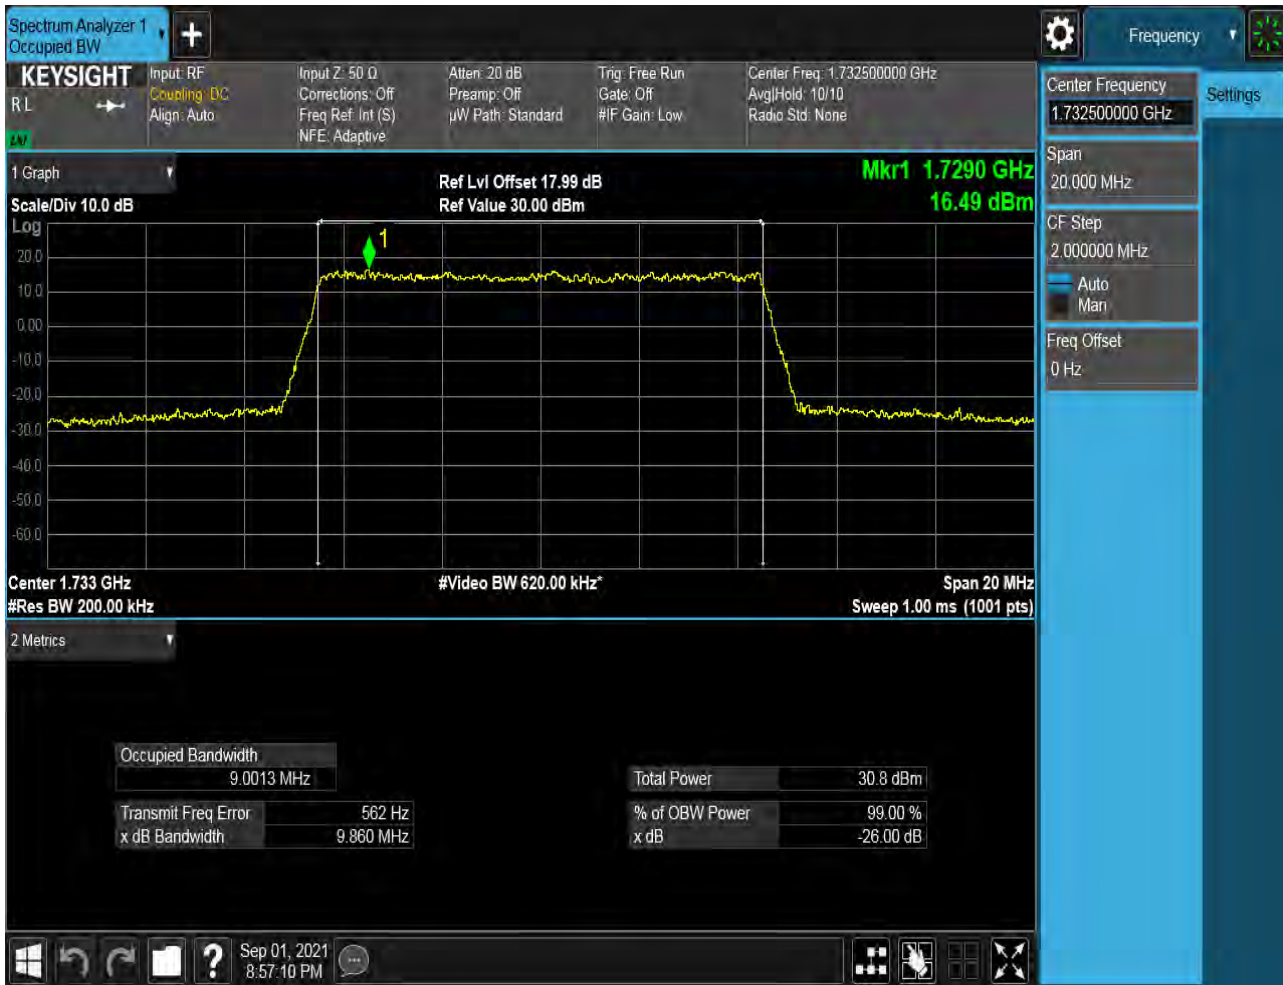 Spectrum Analyzer 1
Occupied BW
Frequency
KEYSIGHT
R L
LXI
Input: RF
Coupling: DC
Align: Auto
Input Z: 50 Ω
Corrections: Off
Freq Ref: Int (S)
NFE: Adaptive
Atten: 20 dB
Preamp: Off
µW Path: Standard
Trig: Free Run
Gate: Off
#IF Gain: Low
Center Freq: 1.732500000 GHz
Avg|Hold: 10/10
Radio Std: None
Center Frequency
1.732500000 GHz
Settings
Span
20.000 MHz
CF Step
2.000000 MHz
Auto
Man
Freq Offset
0 Hz
1 Graph
Scale/Div 10.0 dB
Ref Lvl Offset 17.99 dB
Ref Value 30.00 dBm
Mkr1 1.7290 GHz
16.49 dBm
Log
1
20.0
10.0
0.00
-10.0
-20.0
-30.0
-40.0
-50.0
-60.0
Center 1.733 GHz
#Video BW 620.00 kHz*
Span 20 MHz
#Res BW 200.00 kHz
Sweep 1.00 ms (1001 pts)
2 Metrics
Occupied Bandwidth
9.0013 MHz
Transmit Freq Error 562 Hz
x dB Bandwidth 9.860 MHz
Total Power 30.8 dBm
% of OBW Power 99.00 %
x dB -26.00 dB
?
Sep 01, 2021
8:57:10 PM